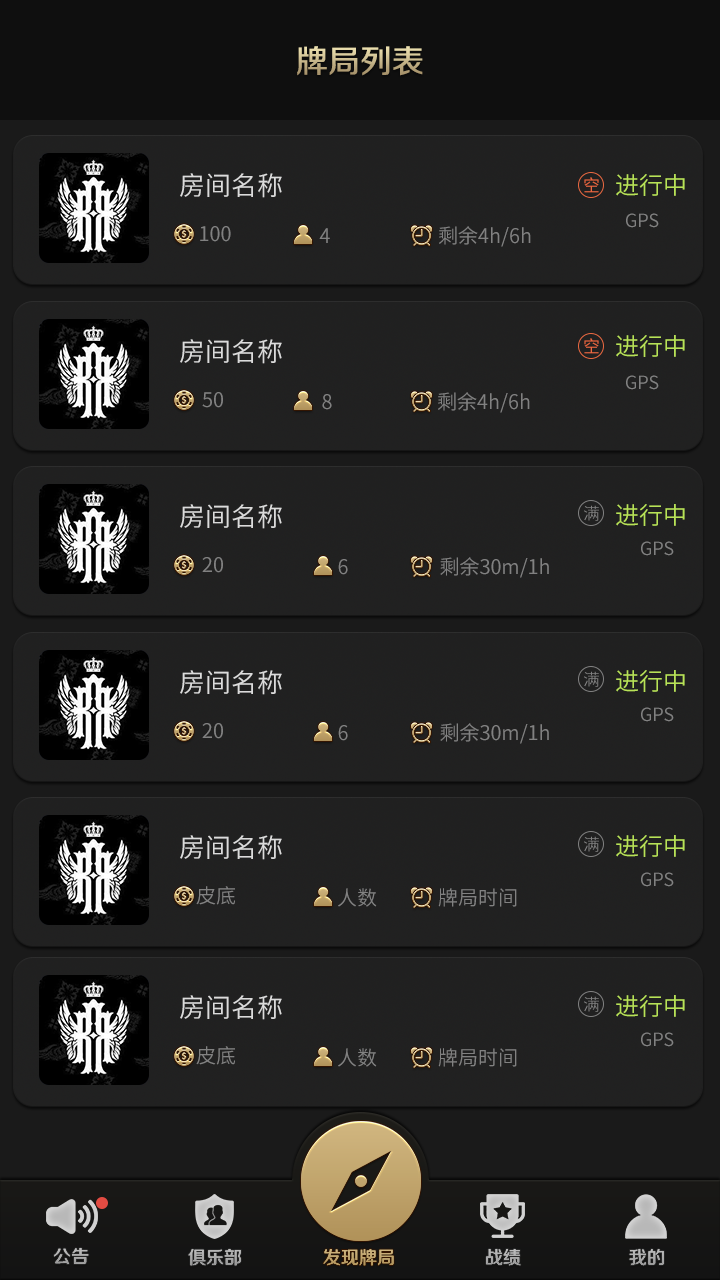 牌局列表
房间名称 空 进行中
100 4 剩余4h/6h GPS
房间名称 空 进行中
50 8 剩余4h/6h GPS
房间名称 满 进行中
20 6 剩余30m/1h GPS
房间名称 满 进行中
20 6 剩余30m/1h GPS
房间名称 满 进行中
皮底 人数 牌局时间 GPS
房间名称 满 进行中
皮底 人数 牌局时间 GPS
公告 俱乐部 发现牌局 战绩 我的